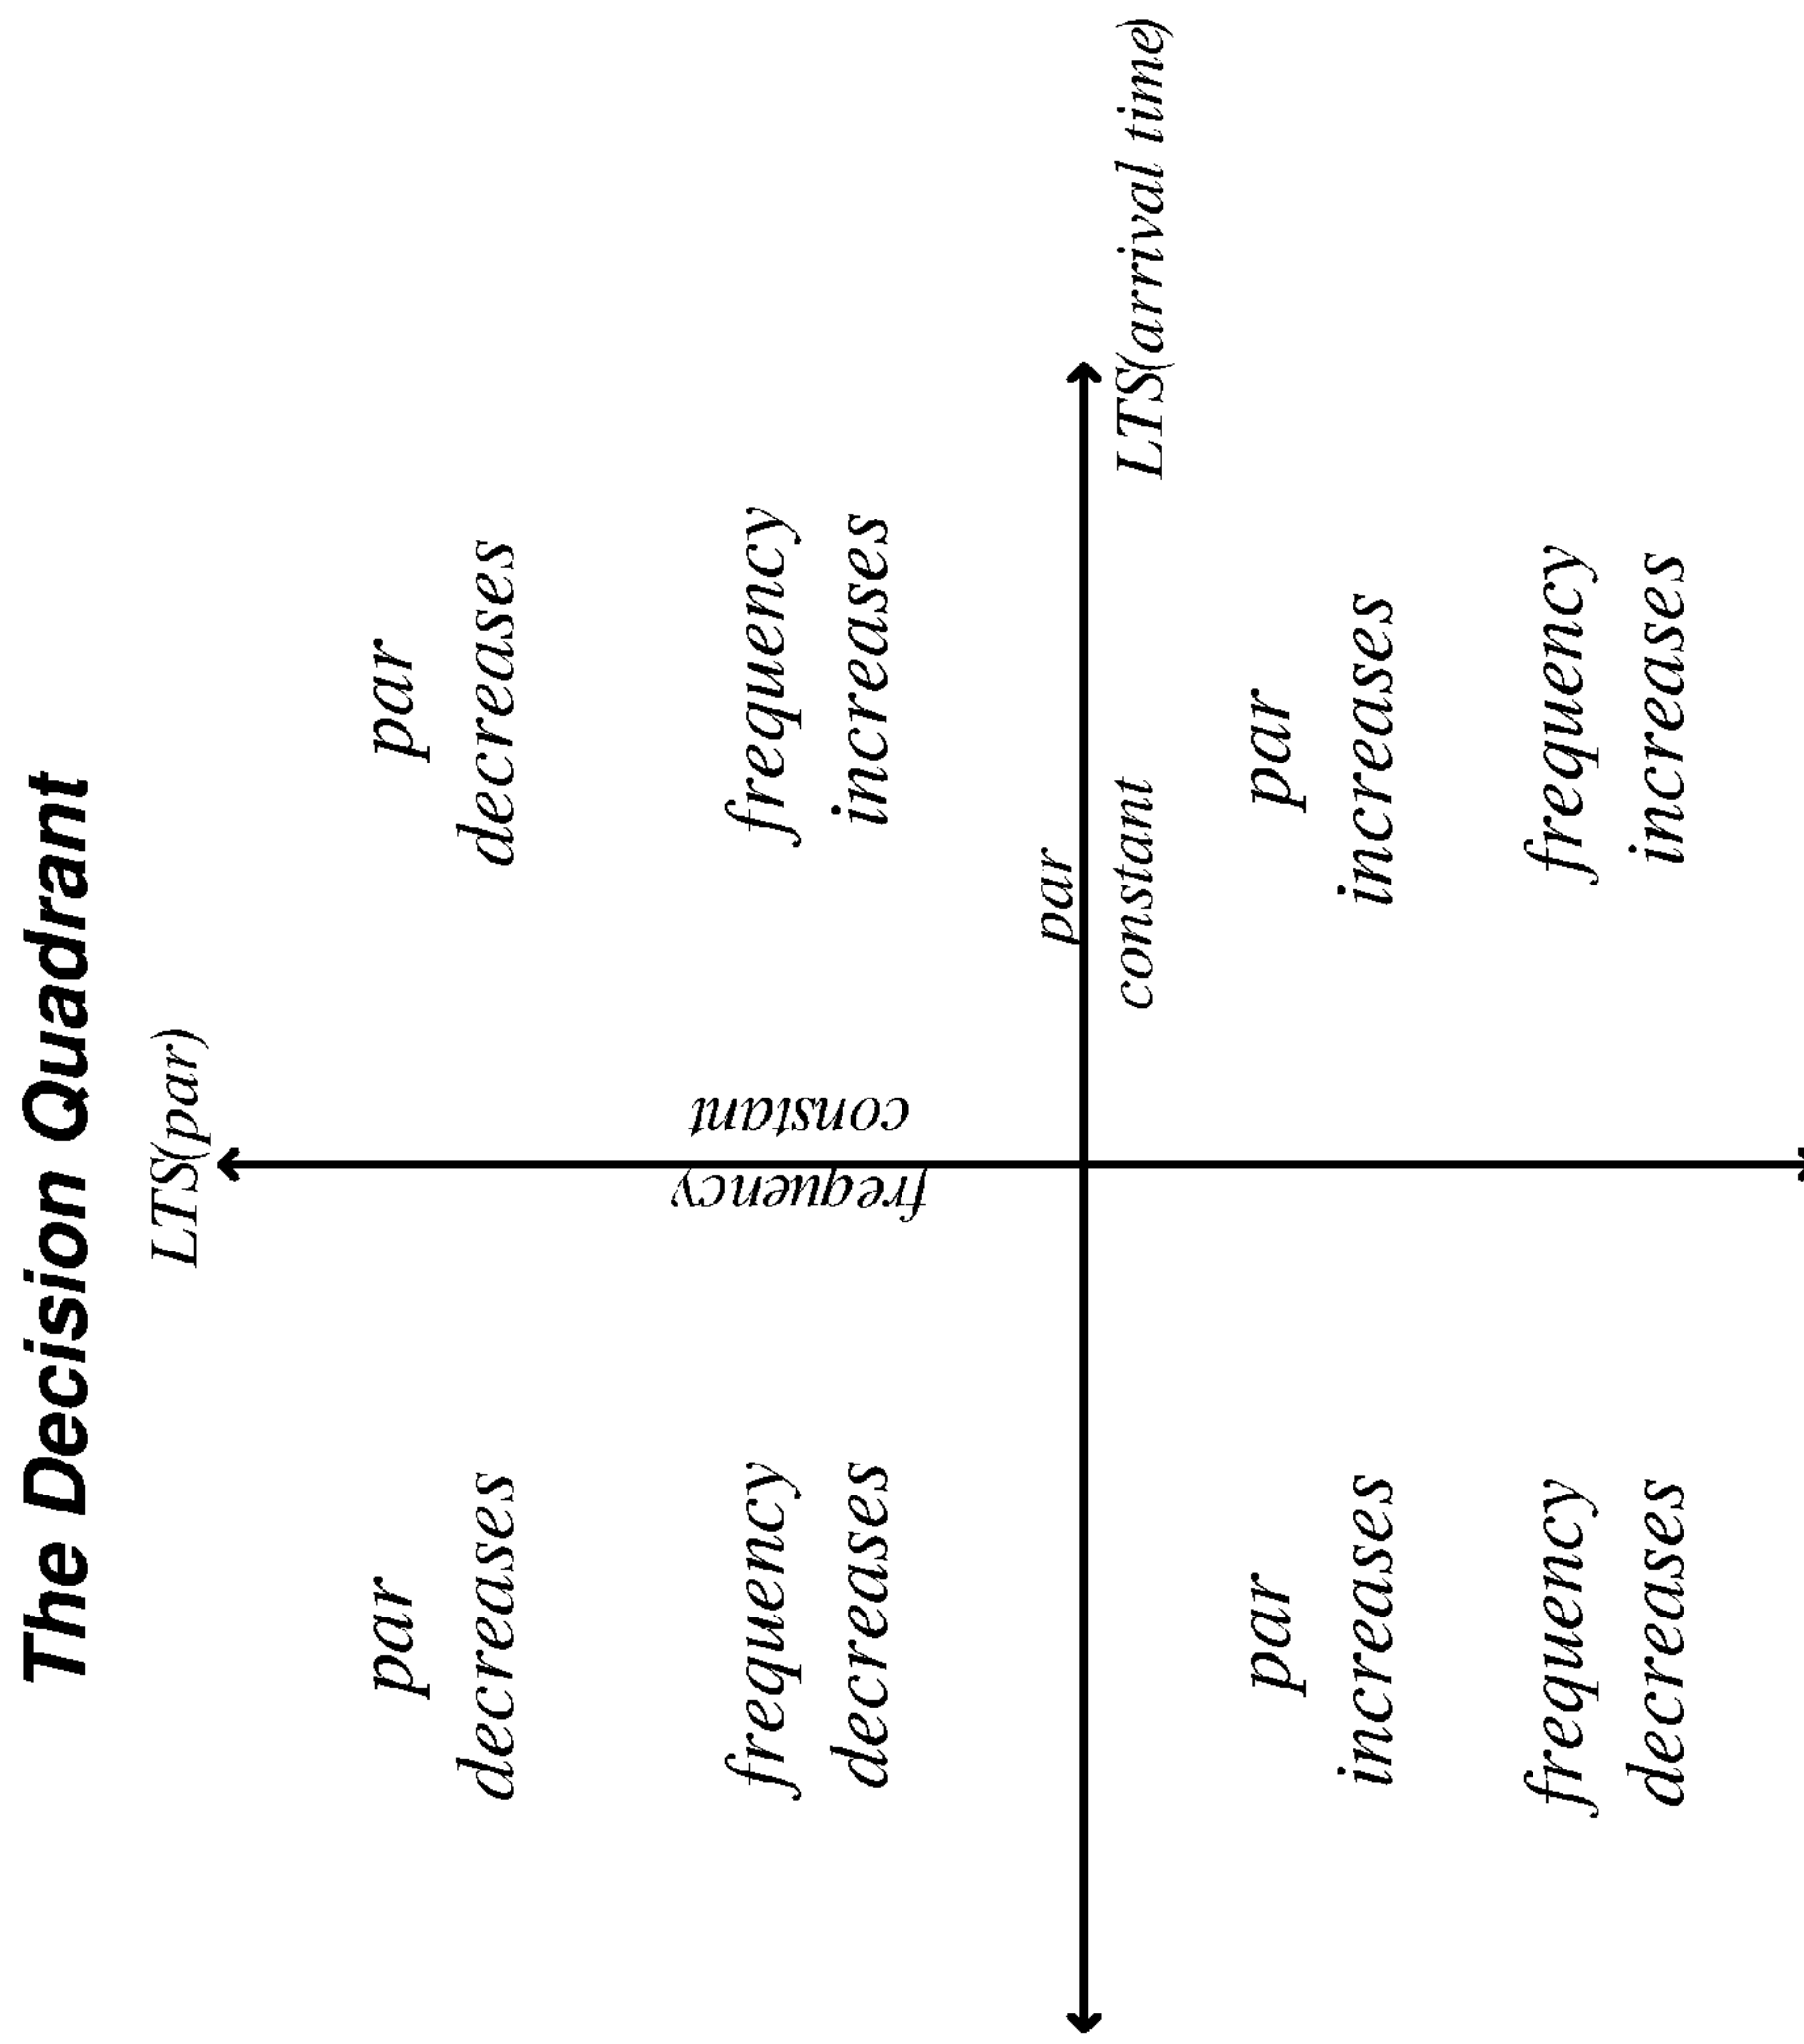 The Decision Quadrant
LTS(par)
par
decreases
frequency
decreases
par
decreases
frequency
increases
frequency
constant
par
constant
LTS(arrival time)
par
increases
frequency
decreases
par
increases
frequency
increases